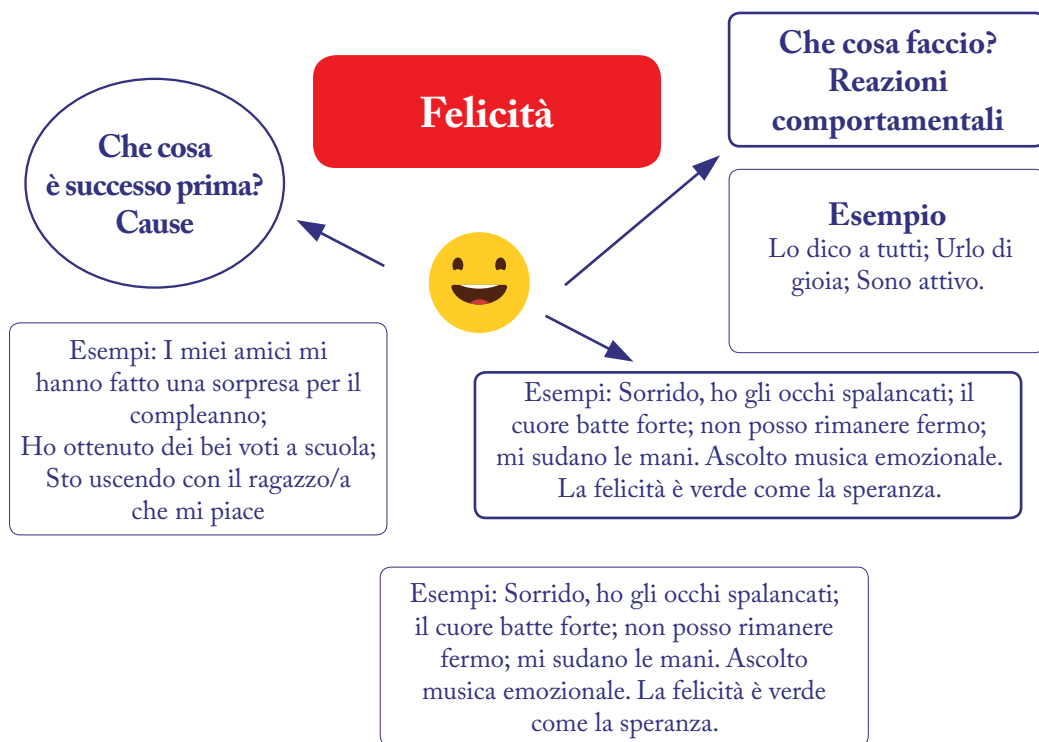 Felicità
Che cosa
è successo prima?
Cause
Che cosa faccio?
Reazioni
comportamentali
Esempio
Lo dico a tutti; Urlo di
gioia; Sono attivo.
Esempi: I miei amici mi
hanno fatto una sorpresa per il
compleanno;
Ho ottenuto dei bei voti a scuola;
Sto uscendo con il ragazzo/a
che mi piace
Esempi: Sorrido, ho gli occhi spalancati; il
cuore batte forte; non posso rimanere fermo;
mi sudano le mani. Ascolto musica emozionale.
La felicità è verde come la speranza.
Esempi: Sorrido, ho gli occhi spalancati;
il cuore batte forte; non posso rimanere
fermo; mi sudano le mani. Ascolto
musica emozionale. La felicità è verde
come la speranza.